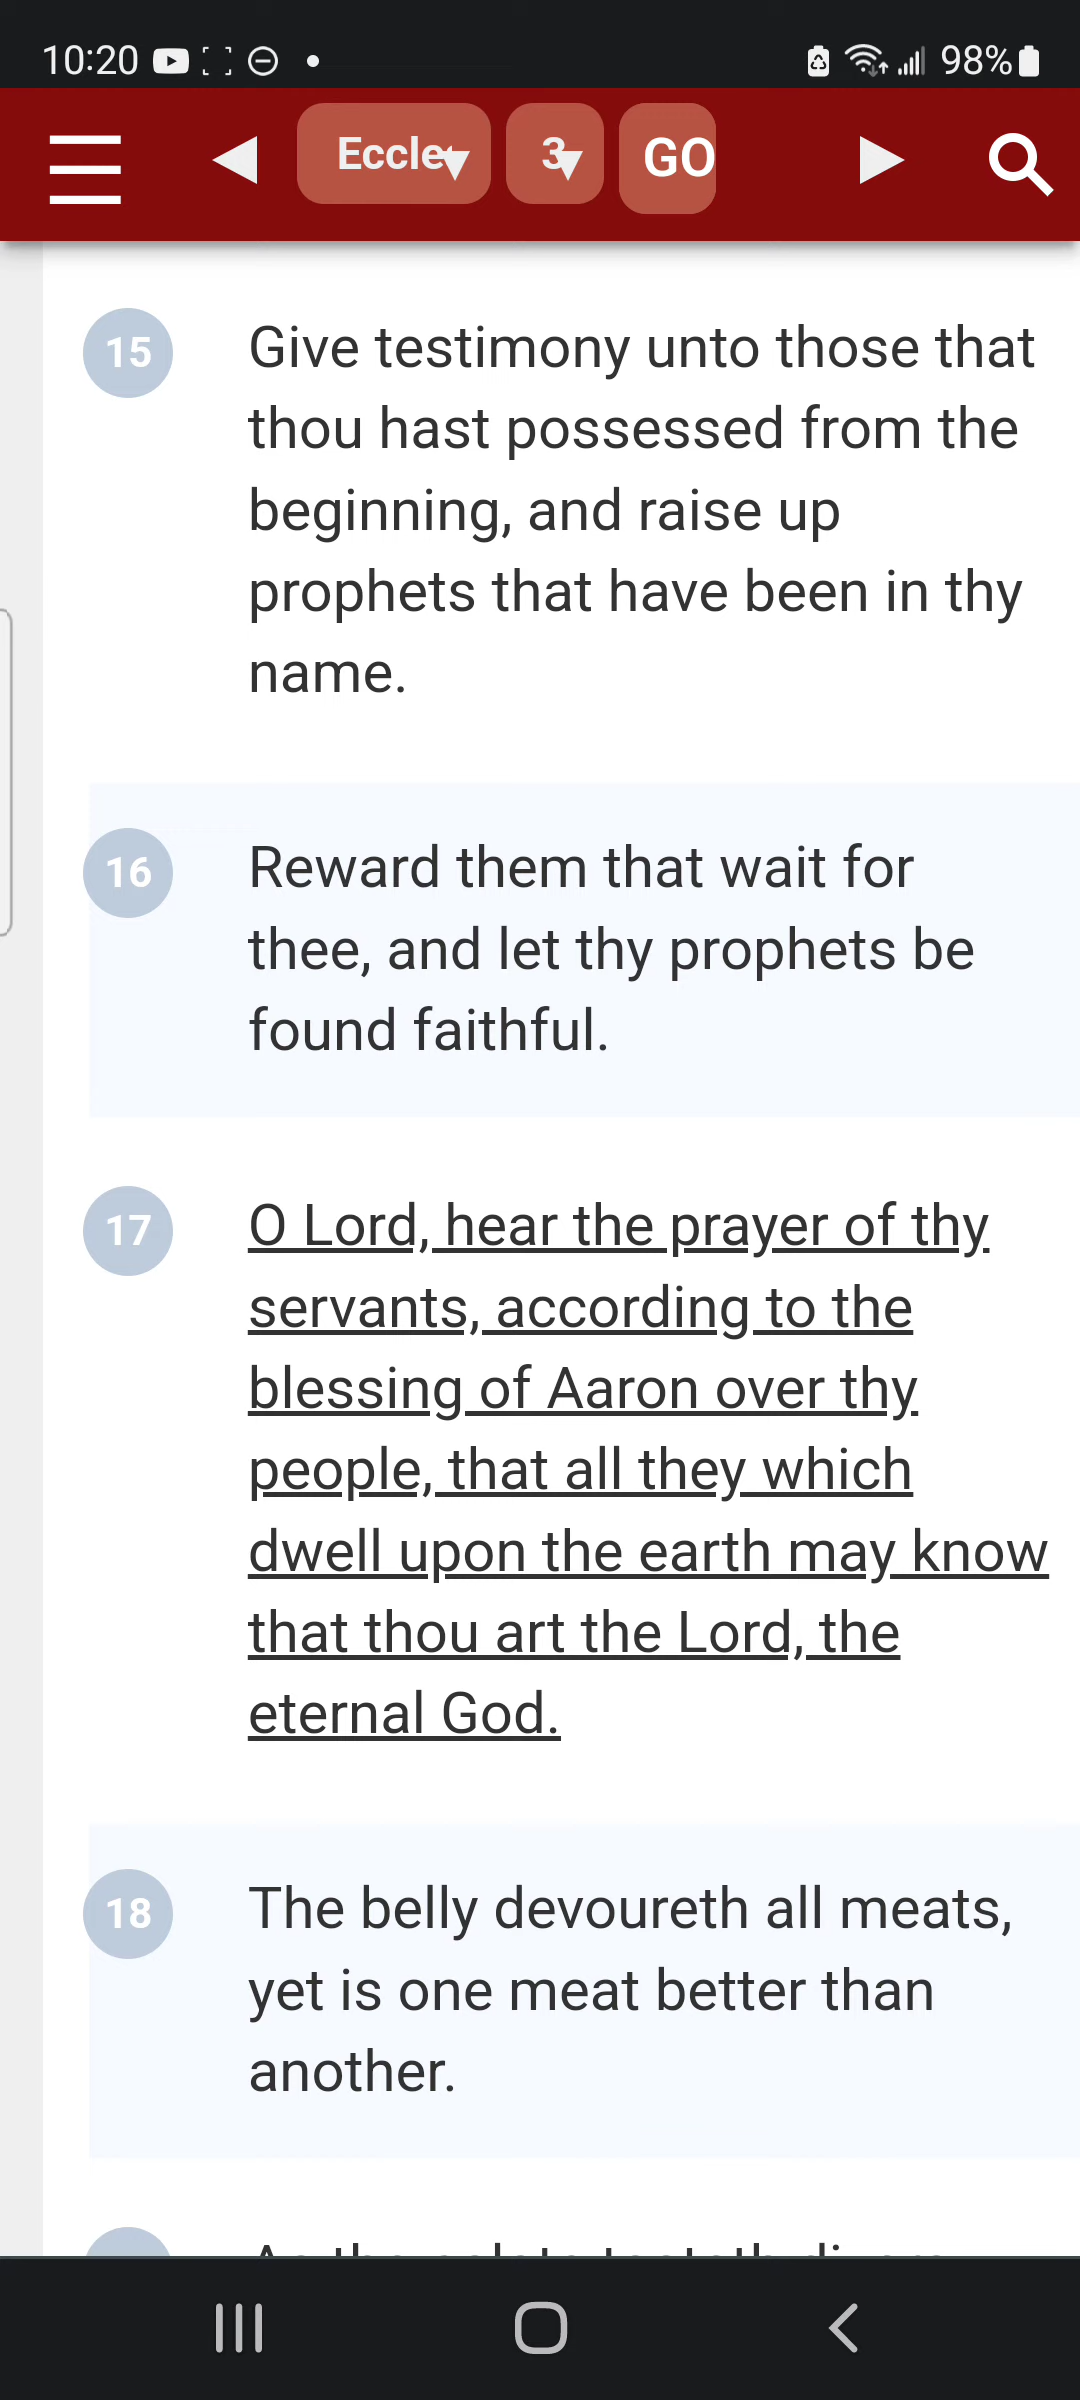 10:20 98%
Eccle 3 GO
15 Give testimony unto those that
thou hast possessed from the
beginning, and raise up
prophets that have been in thy
name.
16 Reward them that wait for
thee, and let thy prophets be
found faithful.
17 O Lord, hear the prayer of thy
servants, according to the
blessing of Aaron over thy
people, that all they which
dwell upon the earth may know
that thou art the Lord, the
eternal God.
18 The belly devoureth all meats,
yet is one meat better than
another.